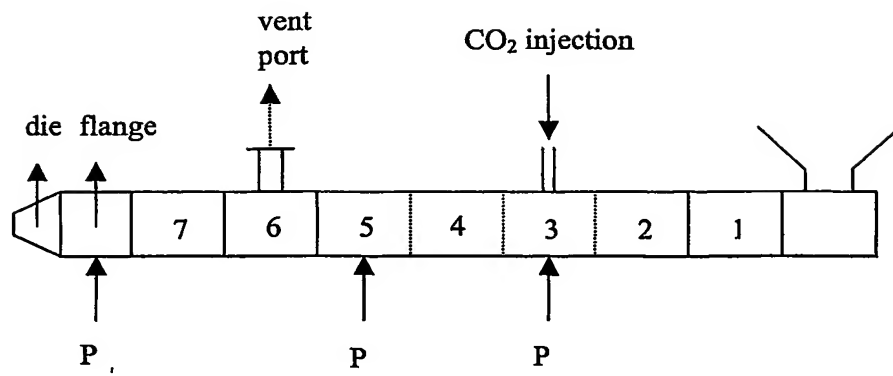 vent
port
CO₂ injection
die flange
7 6 5 4 3 2 1
P P P